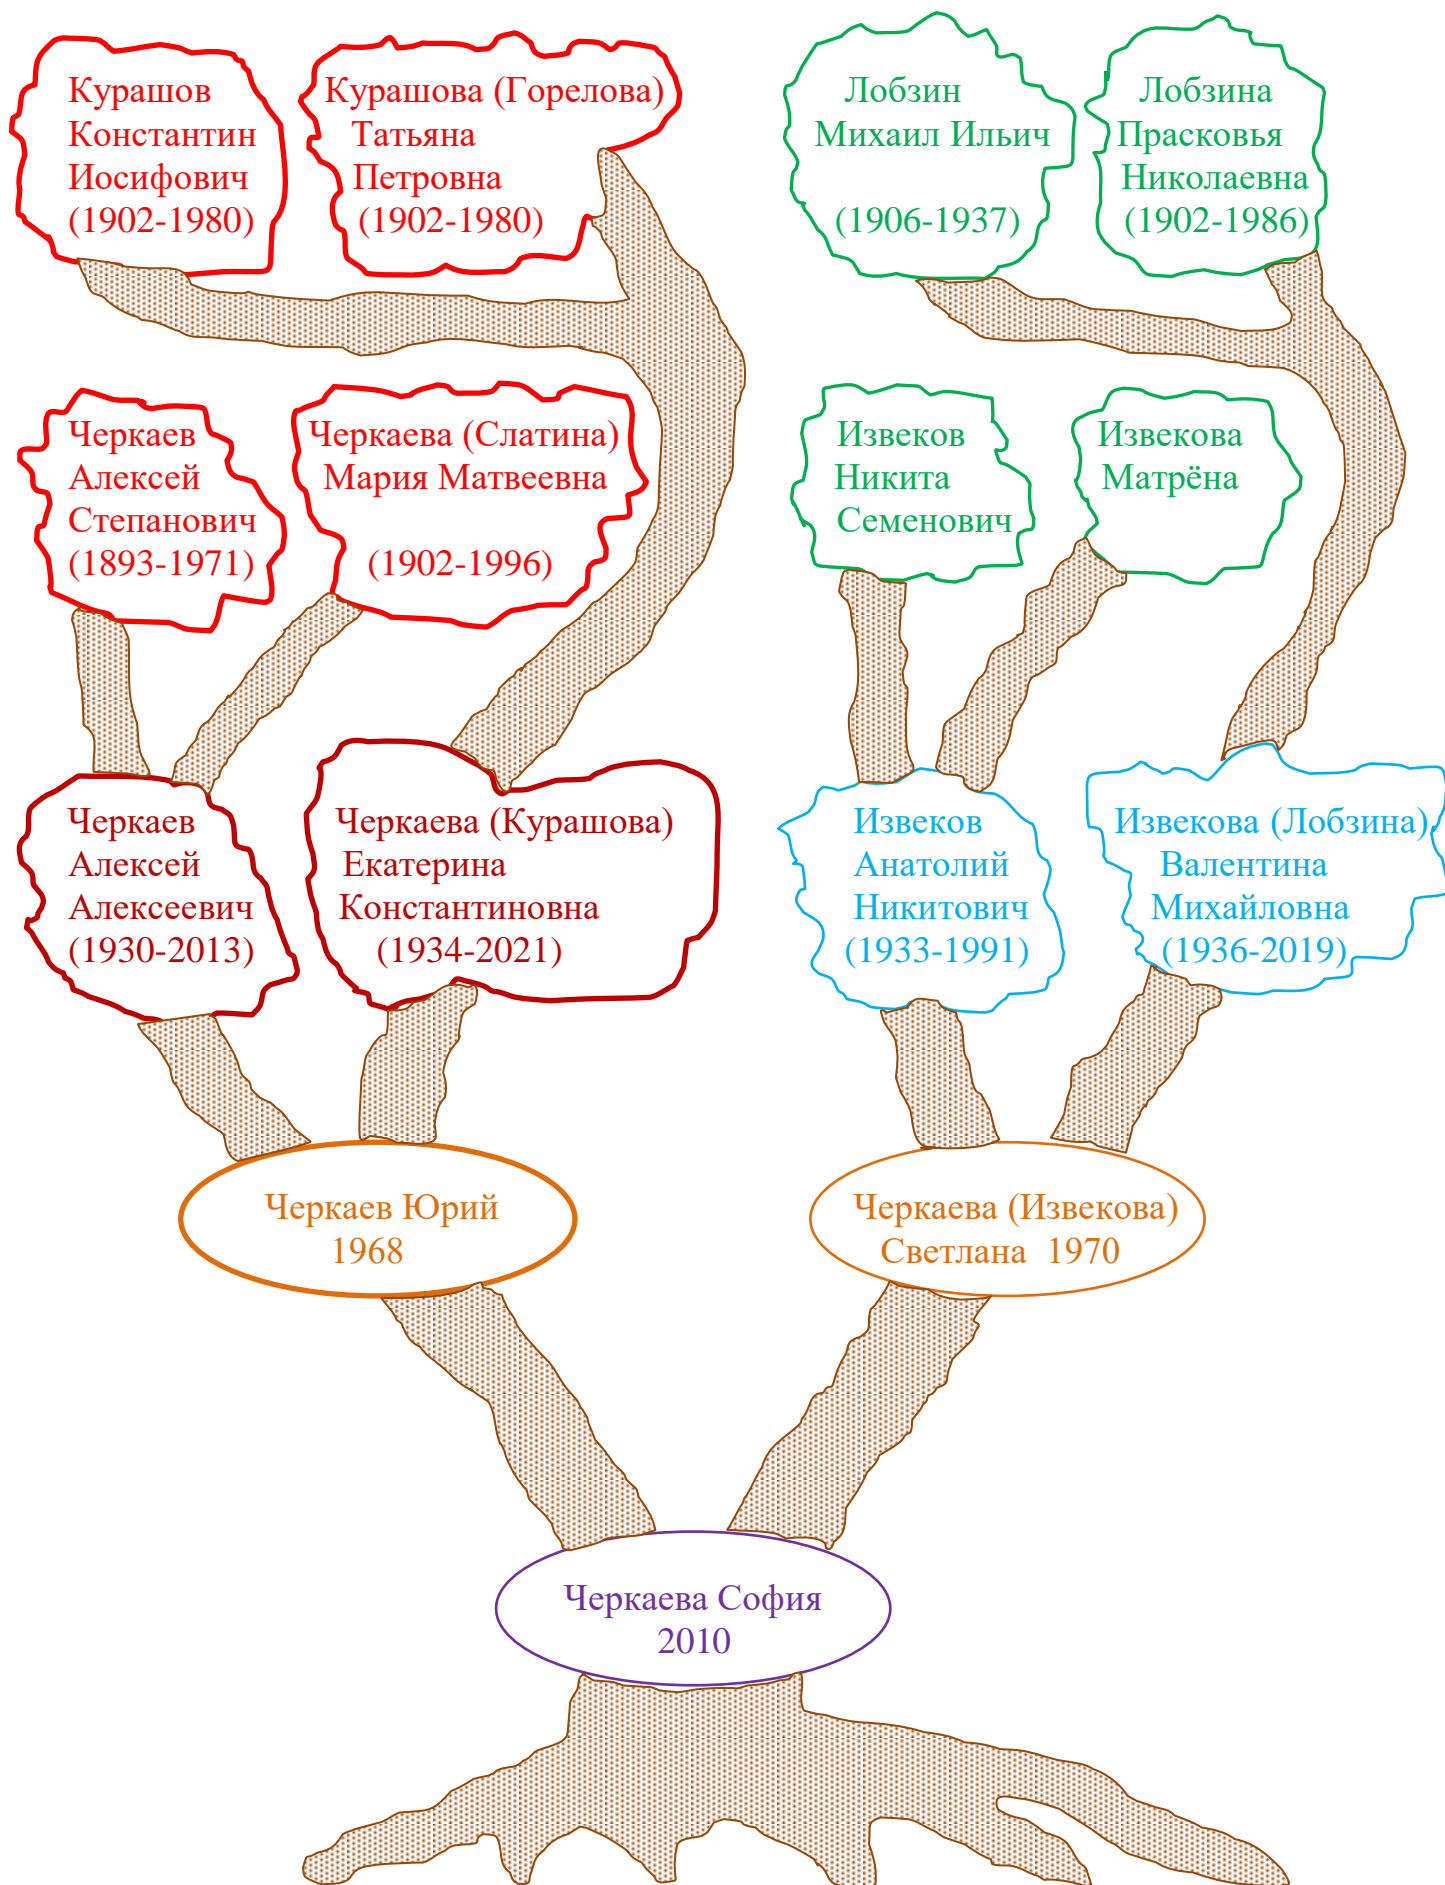 Курашов
Константин
Иосифович
(1902-1980)
Курашова (Горелова)
Татьяна
Петровна
(1902-1980)
Лобзин
Михаил Ильич
(1906-1937)
Лобзина
Прасковья
Николаевна
(1902-1986)
Черкаев
Алексей
Степанович
(1893-1971)
Черкаева (Слатина)
Мария Матвеевна
(1902-1996)
Извеков
Никита
Семенович
Извекова
Матрёна
Черкаев
Алексей
Алексеевич
(1930-2013)
Черкаева (Курашова)
Екатерина
Константиновна
(1934-2021)
Извеков
Анатолий
Никитович
(1933-1991)
Извекова (Лобзина)
Валентина
Михайловна
(1936-2019)
Черкаев Юрий
1968
Черкаева (Извекова)
Светлана 1970
Черкаева София
2010